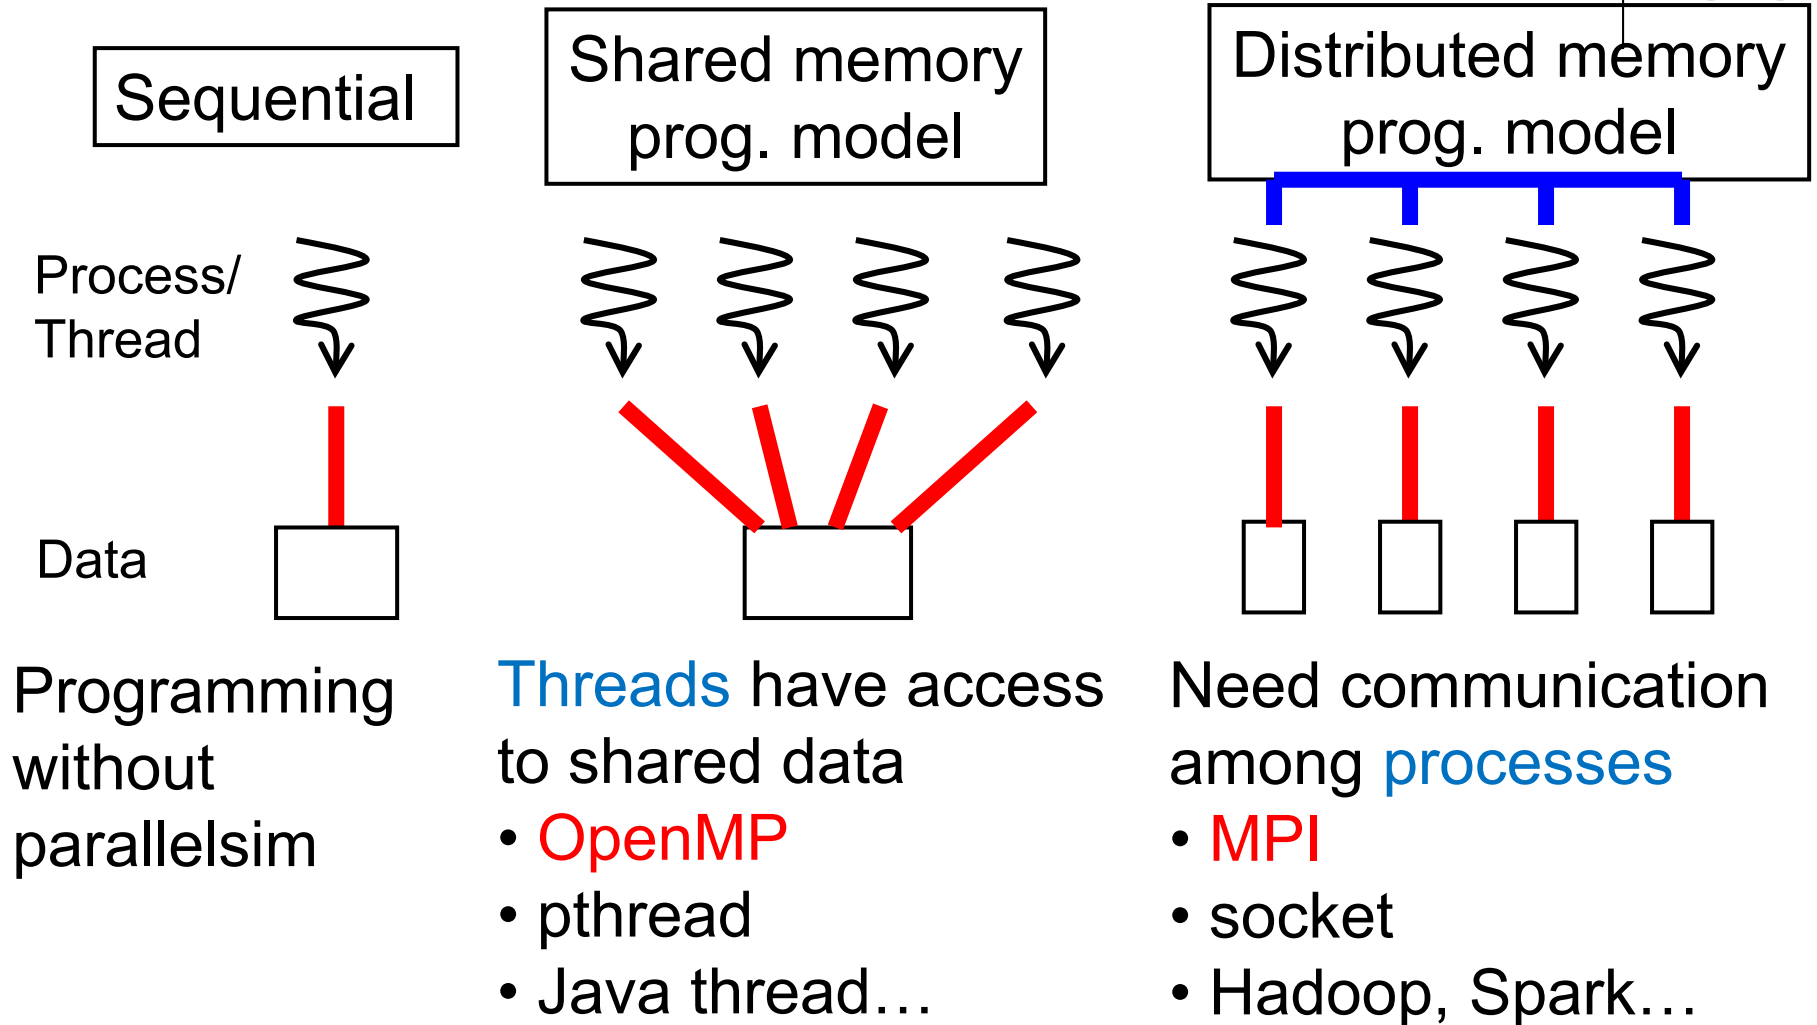 Sequential
Shared memory
prog. model
Distributed memory
prog. model
Process/
Thread
Data
Programming
without
parallelsim
Threads have access
to shared data
• OpenMP
• pthread
• Java thread…
Need communication
among processes
• MPI
• socket
• Hadoop, Spark…